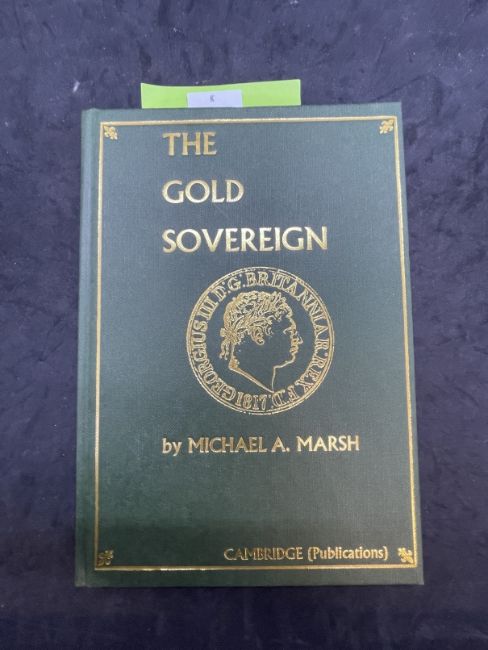 K
THE
GOLD
SOVEREIGN
GEORGIUS III D.G. BRITANNIAR. REX F.D. 1817
by MICHAEL A. MARSH
CAMBRIDGE (Publications)